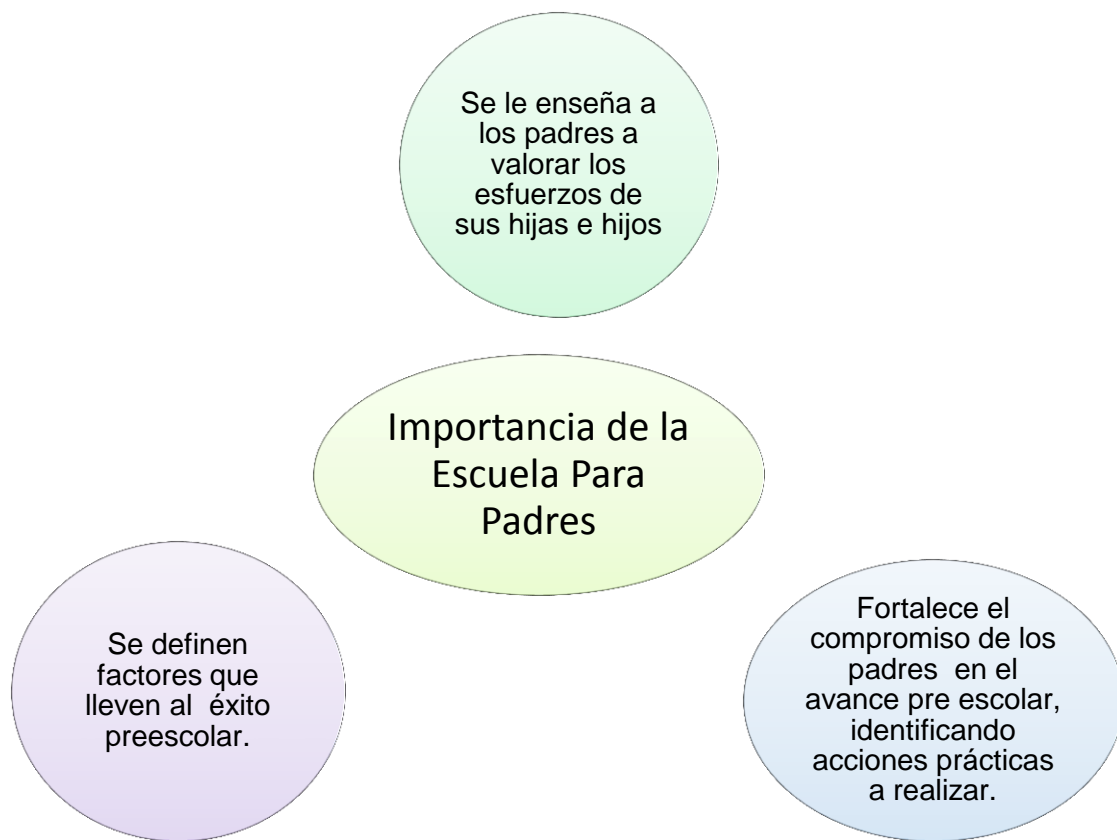 Se le enseña a
los padres a
valorar los
esfuerzos de
sus hijas e hijos
Importancia de la
Escuela Para
Padres
Se definen
factores que
lleven al éxito
preescolar.
Fortalece el
compromiso de los
padres en el
avance pre escolar,
identificando
acciones prácticas
a realizar.